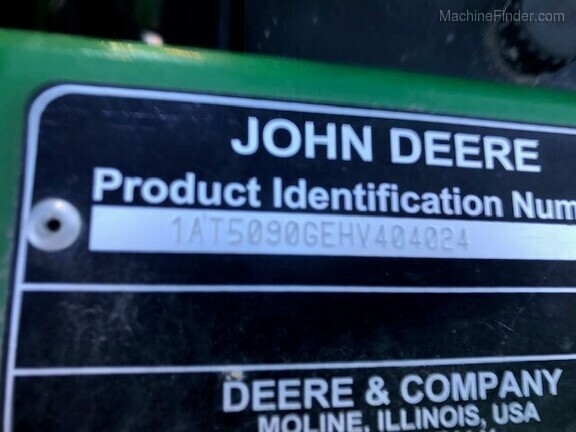 MachineFinder.com
JOHN DEERE
Product Identification Num
1AT5090GEHV404024
DEERE & COMPANY
MOLINE, ILLINOIS, USA